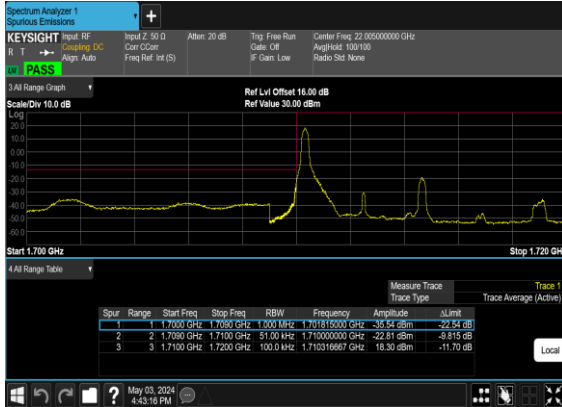 Spectrum Analyzer 1
Spurious Emissions
+
KEYSIGHT Input: RF Input Z: 50 Ω Atten: 20 dB Trig: Free Run Center Freq: 22.005000000 GHz
R T Coupling: DC Corr CCorr Gate: Off Avg|Hold: 100/100
Align: Auto Freq Ref: Int (S) IF Gain: Low Radio Std: None
PASS
3 All Range Graph
Ref Lvl Offset 16.00 dB
Scale/Div 10.0 dB Ref Value 30.00 dBm
Log
20.0
10.0
0.00
-10.0
-20.0
-30.0
-40.0
-50.0
-60.0
Start 1.700 GHz Stop 1.720 GH
4 All Range Table
Measure Trace Trace 1
Trace Type Trace Average (Active)
Spur Range Start Freq Stop Freq RBW Frequency Amplitude ΔLimit
1 1 1.7000 GHz 1.7090 GHz 1.000 MHz 1.701815000 GHz -35.54 dBm -22.54 dB
2 2 1.7090 GHz 1.7100 GHz 51.00 kHz 1.710000000 GHz -22.81 dBm -9.815 dB
3 3 1.7100 GHz 1.7200 GHz 100.0 kHz 1.710316667 GHz 18.30 dBm -11.70 dB
Local
? May 03, 2024
4:43:16 PM